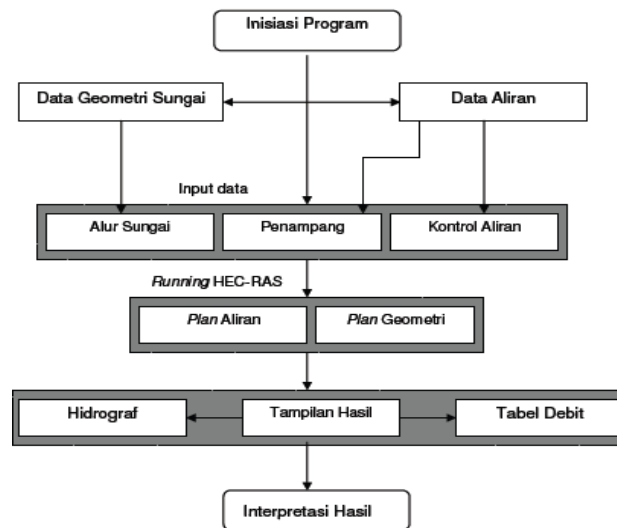 Inisiasi Program
Data Geometri Sungai
Data Aliran
Input data
Alur Sungai
Penampang
Kontrol Aliran
Running HEC-RAS
Plan Aliran
Plan Geometri
Hidrograf
Tampilan Hasil
Tabel Debit
Interpretasi Hasil